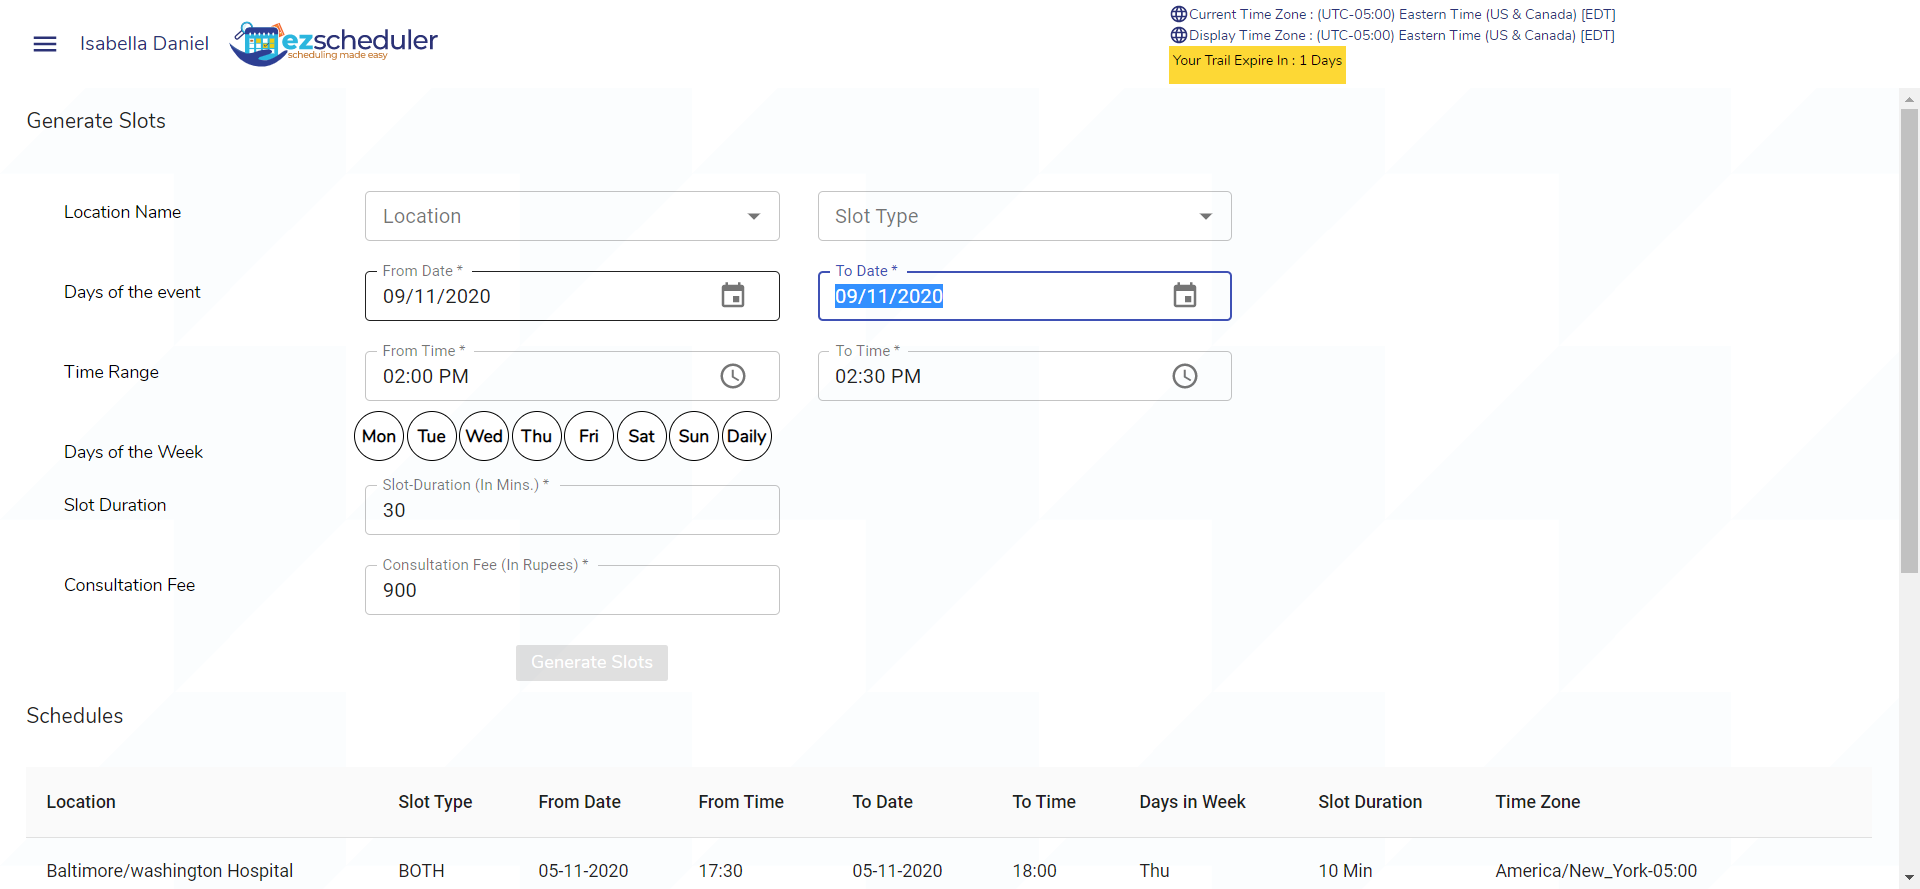 Isabella Daniel
ezscheduler
scheduling made easy
Current Time Zone : (UTC-05:00) Eastern Time (US & Canada) [EDT]
Display Time Zone : (UTC-05:00) Eastern Time (US & Canada) [EDT]
Your Trail Expire In : 1 Days
Generate Slots
Location Name
Location
Slot Type
Days of the event
From Date *
09/11/2020
To Date *
09/11/2020
Time Range
From Time *
02:00 PM
To Time *
02:30 PM
Days of the Week
Mon Tue Wed Thu Fri Sat Sun Daily
Slot Duration
Slot-Duration (In Mins.) *
30
Consultation Fee
Consultation Fee (In Rupees) *
900
Generate Slots
Schedules
Location Slot Type From Date From Time To Date To Time Days in Week Slot Duration Time Zone
Baltimore/washington Hospital BOTH 05-11-2020 17:30 05-11-2020 18:00 Thu 10 Min America/New_York-05:00